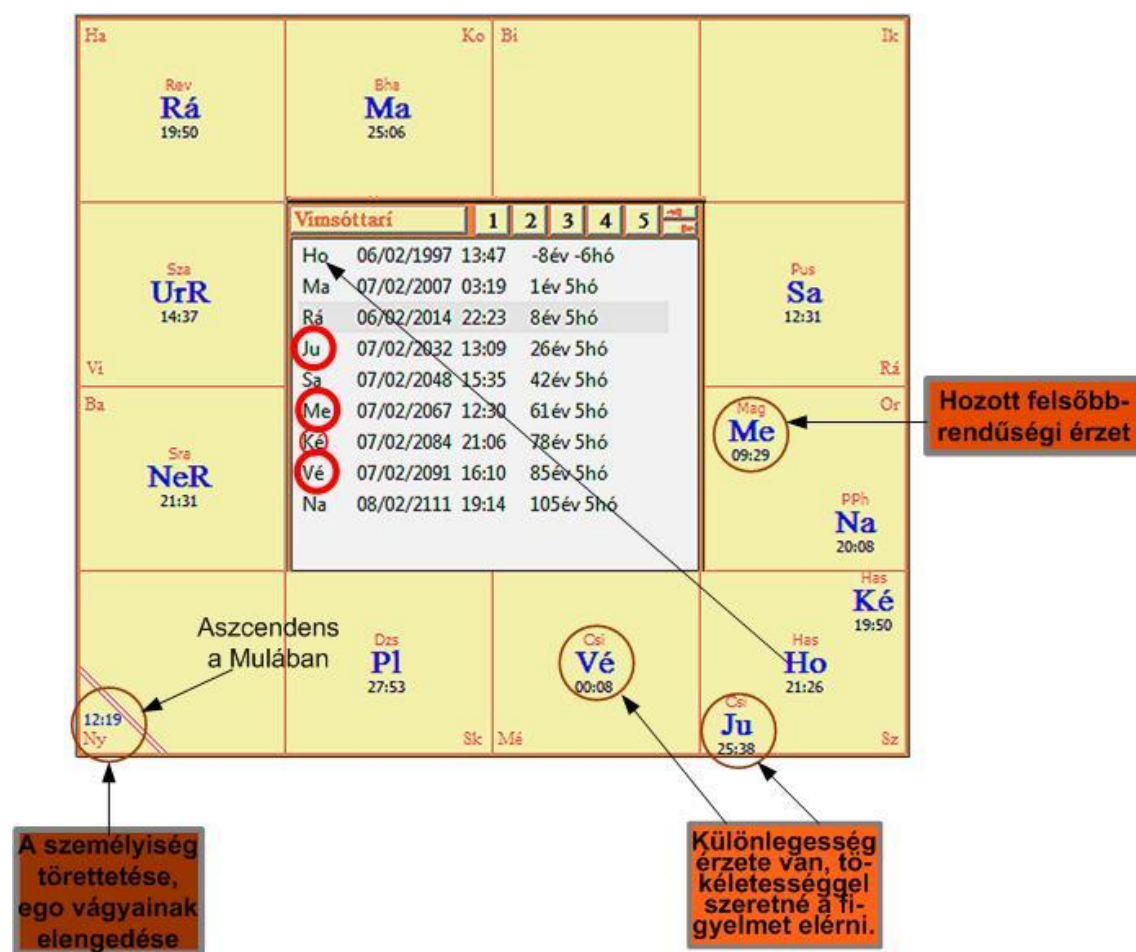 Ha
Ko
Bi
Ik
Rev
Rá
19:50
Bha
Ma
25:06
Vímsóttarí 1 2 3 4 5
Ho 06/02/1997 13:47 -8év -6hó
Ma 07/02/2007 03:19 1év 5hó
Rá 06/02/2014 22:23 8év 5hó
Ju 07/02/2032 13:09 26év 5hó
Sa 07/02/2048 15:35 42év 5hó
Me 07/02/2067 12:30 61év 5hó
Ké 07/02/2084 21:06 78év 5hó
Vé 07/02/2091 16:10 85év 5hó
Na 08/02/2111 19:14 105év 5hó
Sza
UrR
14:37
Vi
Pus
Sa
12:31
Rá
Ba
Sra
NeR
21:31
Mag
Me
09:29
Or
PPh
Na
20:08
Hozott felsőbb-
rendűségi érzet
Aszcendens
a Mulában
12:19
Ny
Dzs
Pl
27:53
Sk
Csi
Vé
00:08
Mé
Has
Ké
19:50
Has
Ho
21:26
Csi
Ju
25:38
Sz
A személyiség
törettetése,
ego vágyainak
elengedése
Különlegesség
érzete van, tö-
kéletességgel
szeretné a fi-
gyelmet elérni.